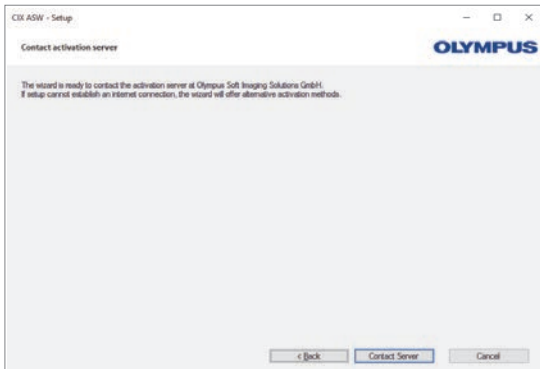 CIX ASW - Setup
Contact activation server
OLYMPUS
The wizard is ready to contact the activation server at Olympus Soft Imaging Solutions GmbH.
If setup cannot establish an internet connection, the wizard will offer alternative activation methods.
< Back
Contact Server
Cancel